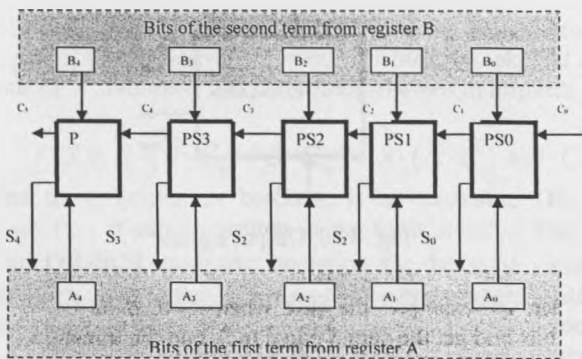 Bits of the second term from register B
B₄ B₃ B₂ B₁ B₀
C₅ C₄ C₃ C₂ C₁ C₀
P PS3 PS2 PS1 PS0
S₄ S₃ S₂ S₂ S₀
A₄ A₃ A₂ A₁ A₀
Bits of the first term from register A